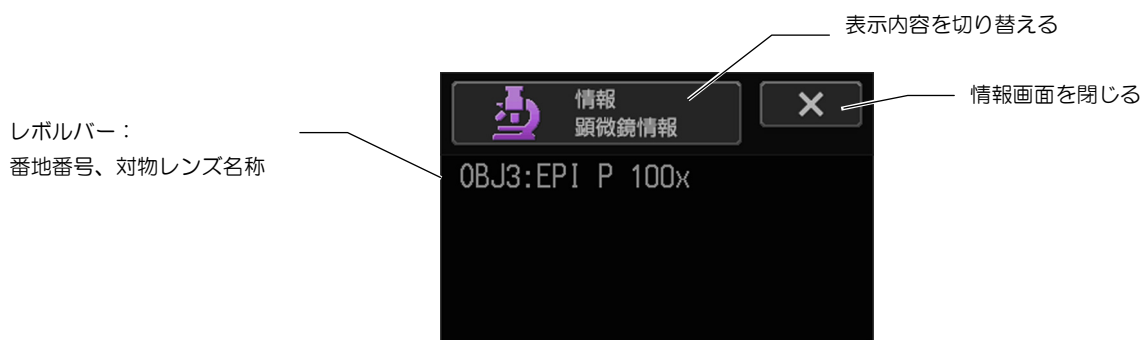 表示内容を切り替える
情報画面を閉じる
情報
顕微鏡情報
レボルバー：
番地番号、対物レンズ名称
OBJ3:EPI P 100x